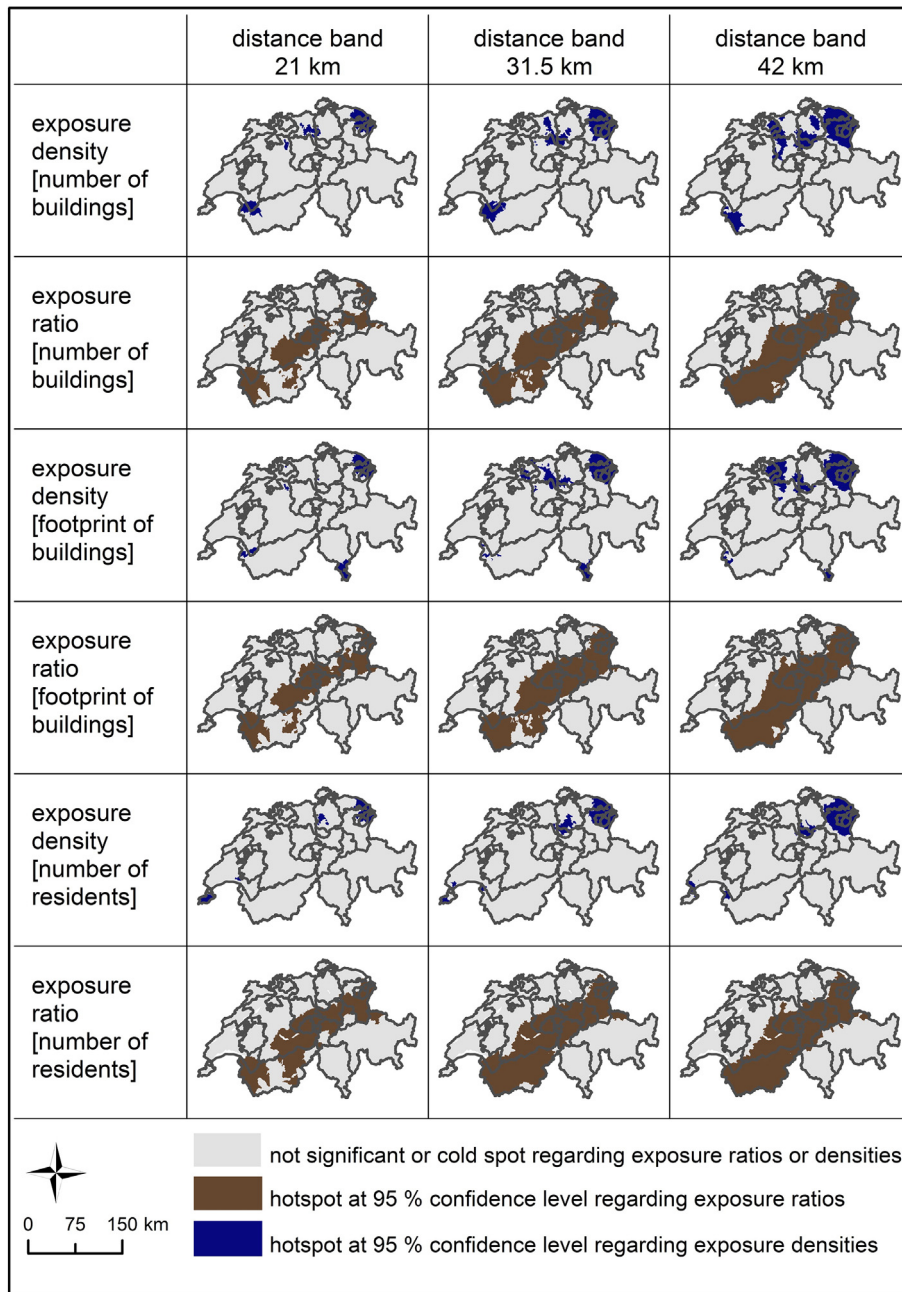 distance band
21 km
distance band
31.5 km
distance band
42 km
exposure
density
[number of
buildings]
exposure
ratio
[number of
buildings]
exposure
density
[footprint of
buildings]
exposure
ratio
[footprint of
buildings]
exposure
density
[number of
residents]
exposure
ratio
[number of
residents]
not significant or cold spot regarding exposure ratios or densities
hotspot at 95 % confidence level regarding exposure ratios
hotspot at 95 % confidence level regarding exposure densities
0 75 150 km